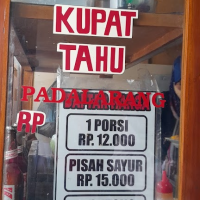 KUPAT
TAHU
PADALARANG
RP
1 PORSI
RP. 12.000
PISAH SAYUR
RP. 15.000